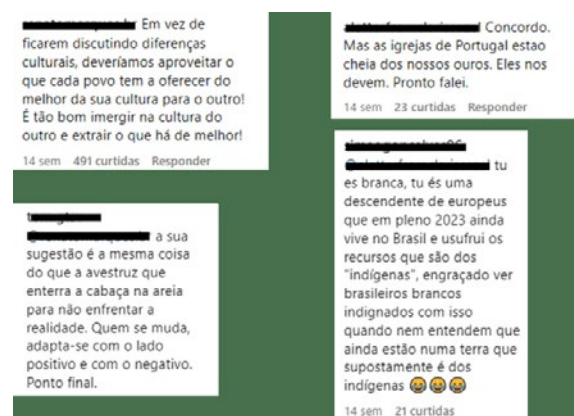 Em vez de
ficarem discutindo diferenças
culturais, deveríamos aproveitar o
que cada povo tem a oferecer do
melhor da sua cultura para o outro!
É tão bom imergir na cultura do
outro e extrair o que há de melhor!
14 sem 491 curtidas Responder
Concordo.
Mas as igrejas de Portugal estao
cheia dos nossos ouros. Eles nos
devem. Pronto falei.
14 sem 23 curtidas Responder
a sua
sugestão é a mesma coisa
do que a avestruz que
enterra a cabaça na areia
para não enfrentar a
realidade. Quem se muda,
adapta-se com o lado
positivo e com o negativo.
Ponto final.
tu
es branca, tu és uma
descendente de europeus
que em pleno 2023 ainda
vive no Brasil e usufrui os
recursos que são dos
"indígenas", engraçado ver
brasileiros brancos
indignados com isso
quando nem entendem que
ainda estão numa terra que
supostamente é dos
indígenas 😂😂😂
14 sem 21 curtidas